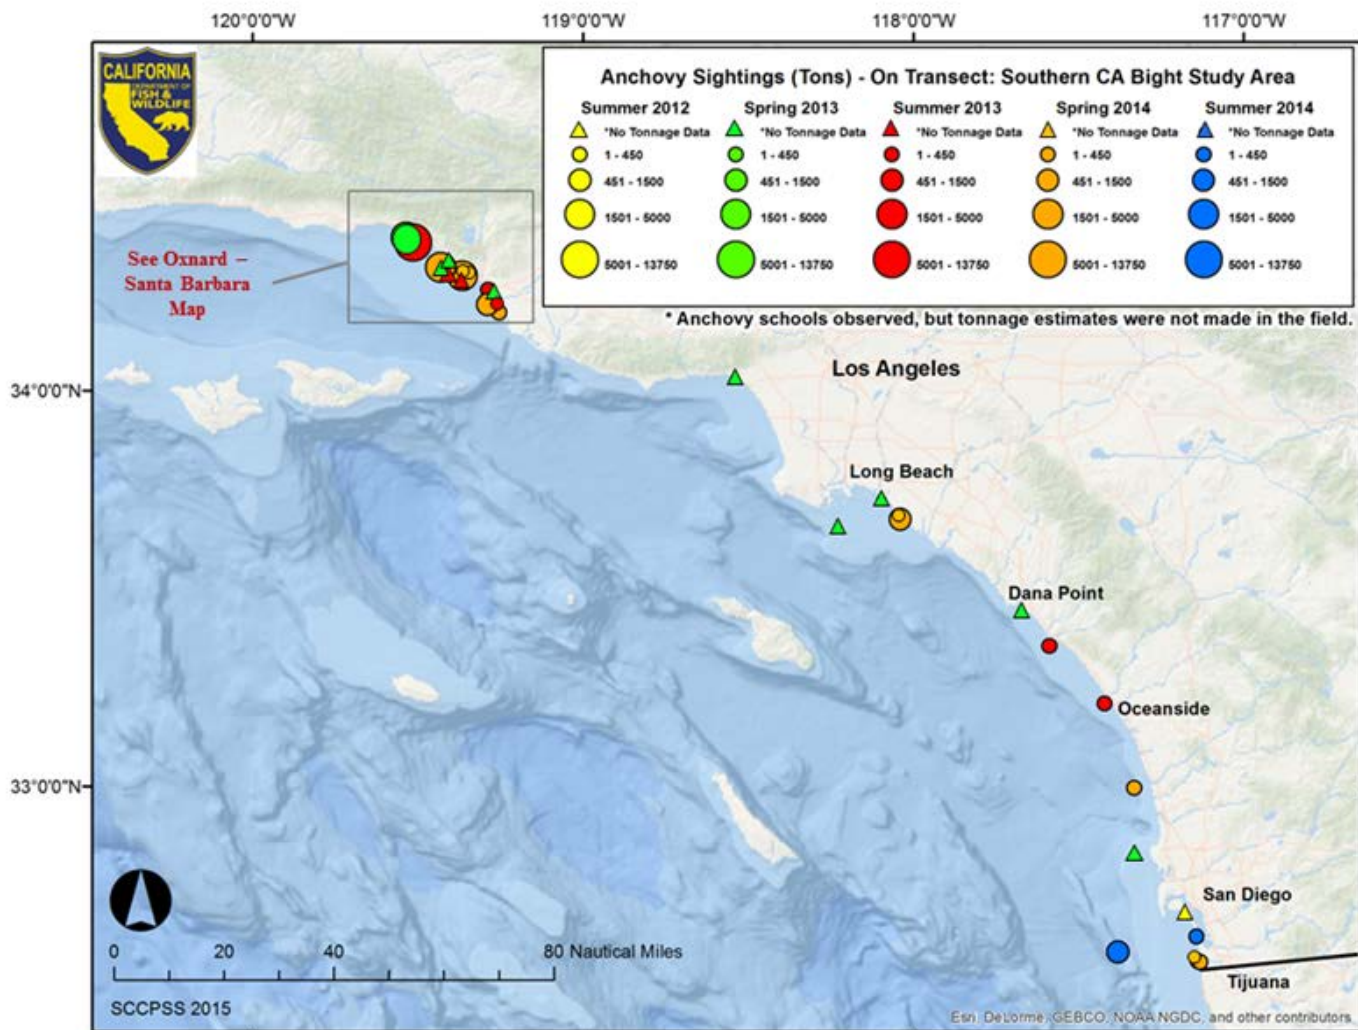 120°0'0"W 119°0'0"W 118°0'0"W 117°0'0"W
CALIFORNIA
DEPARTMENT OF
FISH &
WILDLIFE
Anchovy Sightings (Tons) - On Transect: Southern CA Bight Study Area
Summer 2012 Spring 2013 Summer 2013 Spring 2014 Summer 2014
*No Tonnage Data *No Tonnage Data *No Tonnage Data *No Tonnage Data *No Tonnage Data
1 - 450 1 - 450 1 - 450 1 - 450 1 - 450
451 - 1500 451 - 1500 451 - 1500 451 - 1500 451 - 1500
1501 - 5000 1501 - 5000 1501 - 5000 1501 - 5000 1501 - 5000
5001 - 13750 5001 - 13750 5001 - 13750 5001 - 13750 5001 - 13750
* Anchovy schools observed, but tonnage estimates were not made in the field.
See Oxnard –
Santa Barbara
Map
34°0'0"N
Los Angeles
Long Beach
Dana Point
Oceanside
33°0'0"N
San Diego
0 20 40 80 Nautical Miles
Tijuana
SCCPSS 2015
Esri, DeLorme, GEBCO, NOAA NGDC, and other contributors